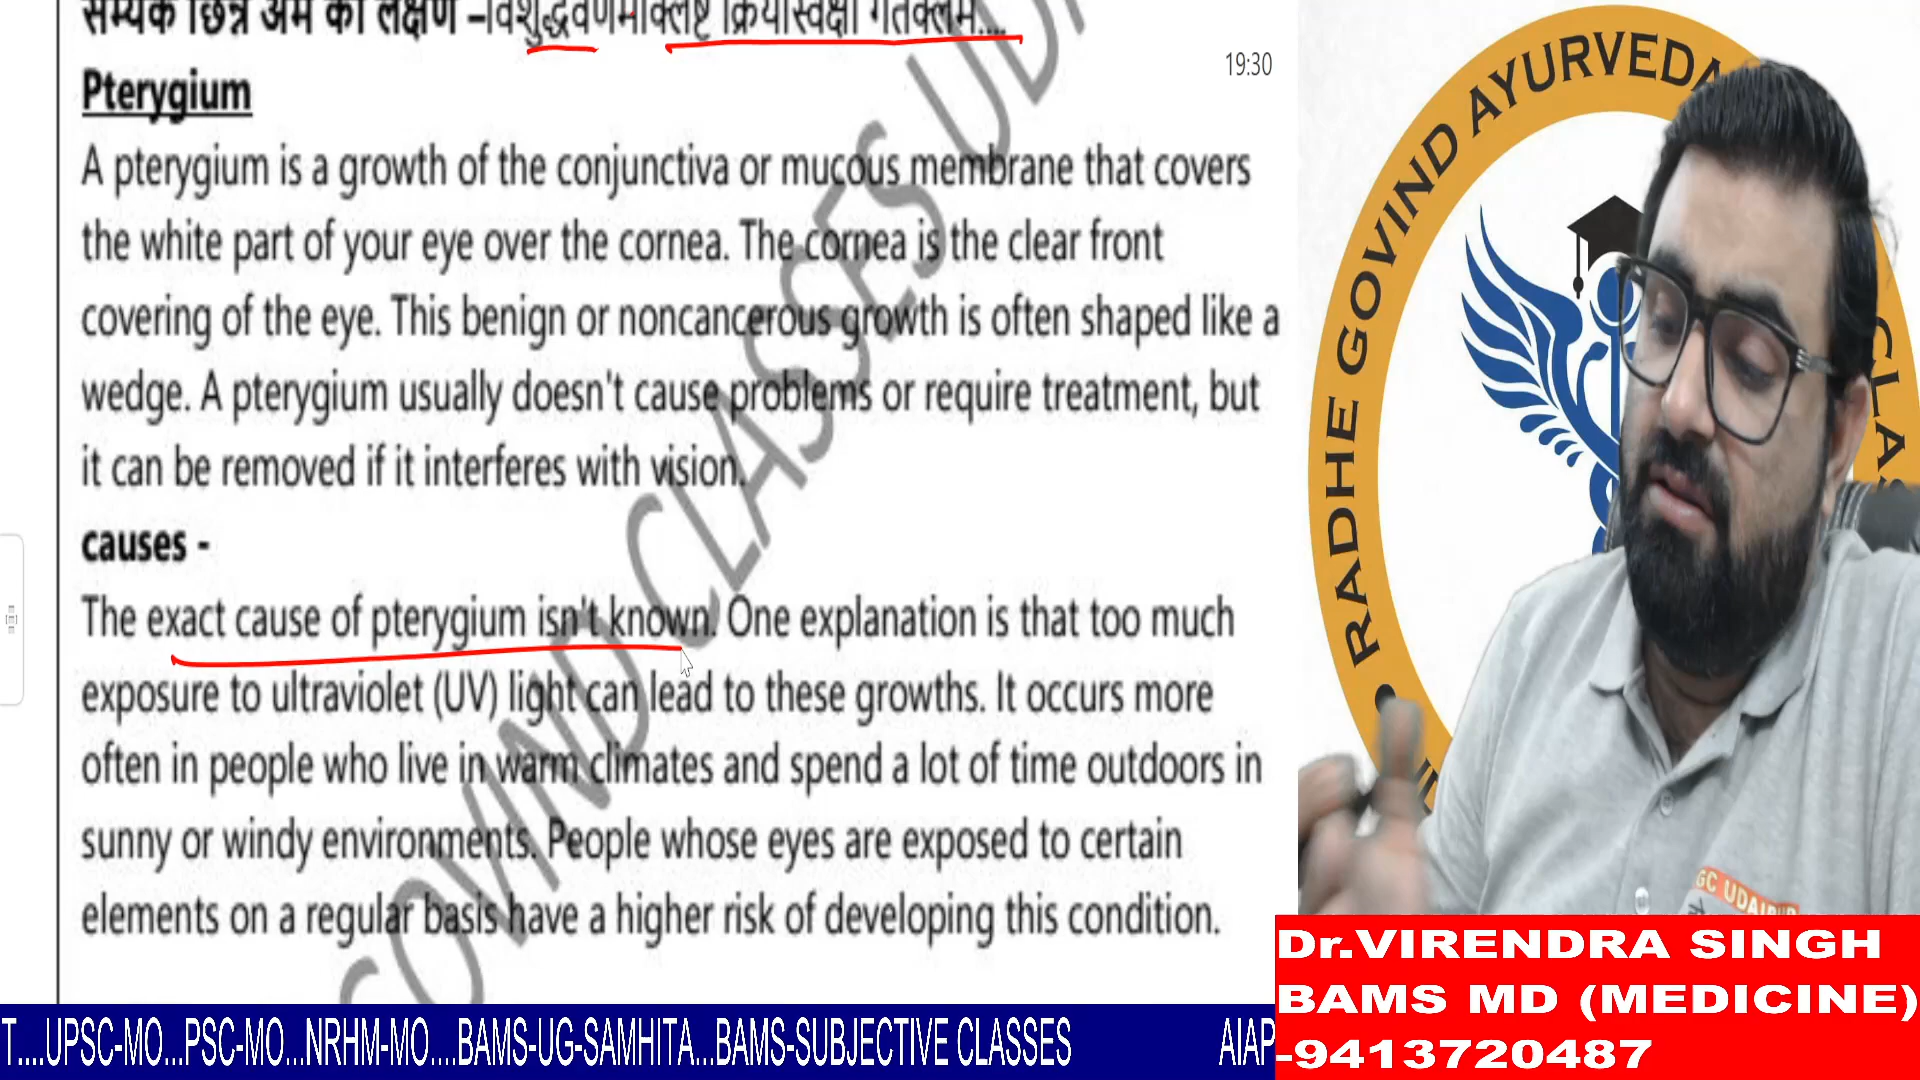 सम्यक छिन्न अर्म का लक्षण –विशुद्धवर्णमक्लिष्टं क्रियास्वक्षी गतक्लमं....
19:30
Pterygium
A pterygium is a growth of the conjunctiva or mucous membrane that covers
the white part of your eye over the cornea. The cornea is the clear front
covering of the eye. This benign or noncancerous growth is often shaped like a
wedge. A pterygium usually doesn't cause problems or require treatment, but
it can be removed if it interferes with vision.
causes -
The exact cause of pterygium isn't known. One explanation is that too much
exposure to ultraviolet (UV) light can lead to these growths. It occurs more
often in people who live in warm climates and spend a lot of time outdoors in
sunny or windy environments. People whose eyes are exposed to certain
elements on a regular basis have a higher risk of developing this condition.
GOVIND CLASSES UDA
RADHE GOVIND AYURVEDA CLAS
GC UDAIPUR
Dr.VIRENDRA SINGH
BAMS MD (MEDICINE)
-9413720487
T....UPSC-MO...PSC-MO...NRHM-MO....BAMS-UG-SAMHITA...BAMS-SUBJECTIVE CLASSES AIAP